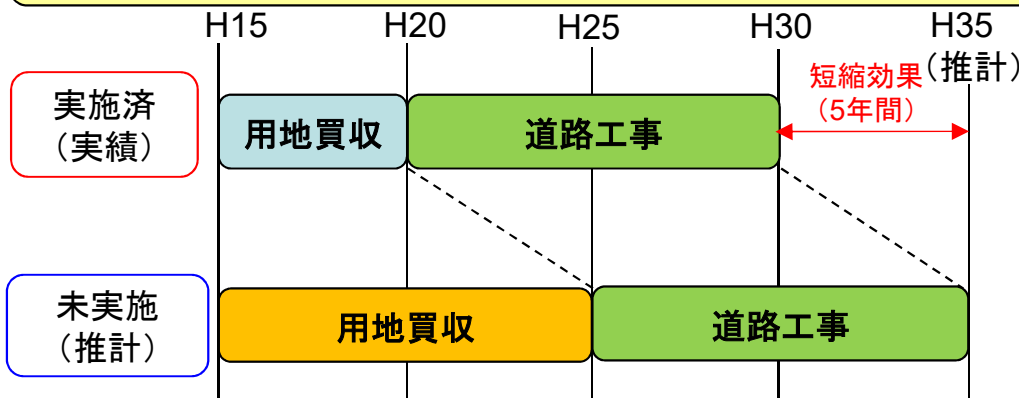 H15 H20 H25 H30 H35
(推計)
短縮効果
(5年間)
実施済
(実績)
用地買収 道路工事
未実施
(推計)
用地買収 道路工事